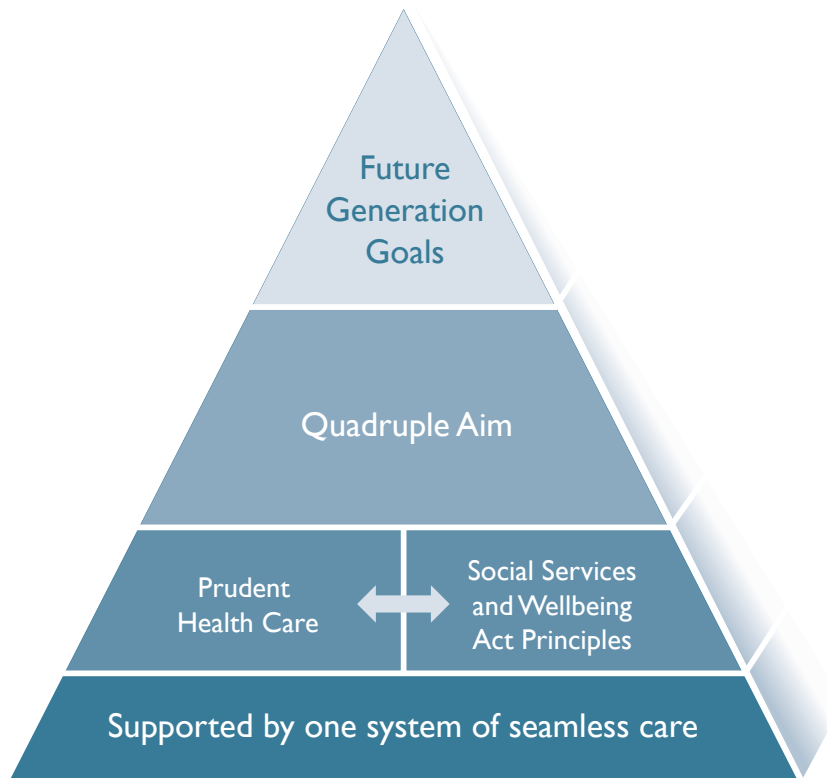 Future
Generation
Goals
Quadruple Aim
Prudent
Health Care
Social Services
and Wellbeing
Act Principles
Supported by one system of seamless care